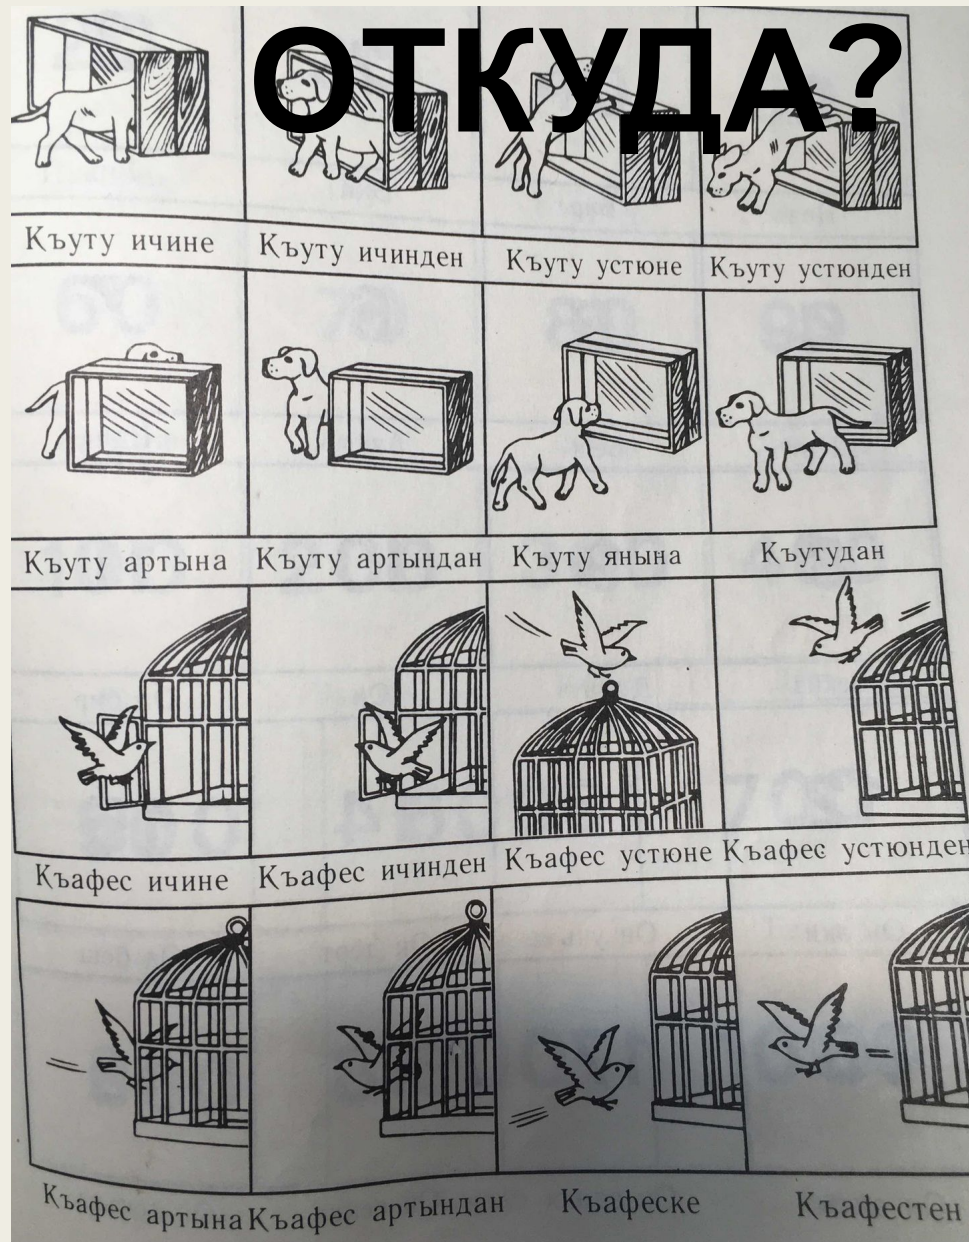 ОТКУДА?
Къуту ичине Къуту ичинден Къуту устюне Къуту устюнден
Къуту артына Къуту артындан Къуту янына Къутудан
Къафес ичине Къафес ичинден Къафес устюне Къафес устюнден
Къафес артына Къафес артындан Къафеске Къафестен